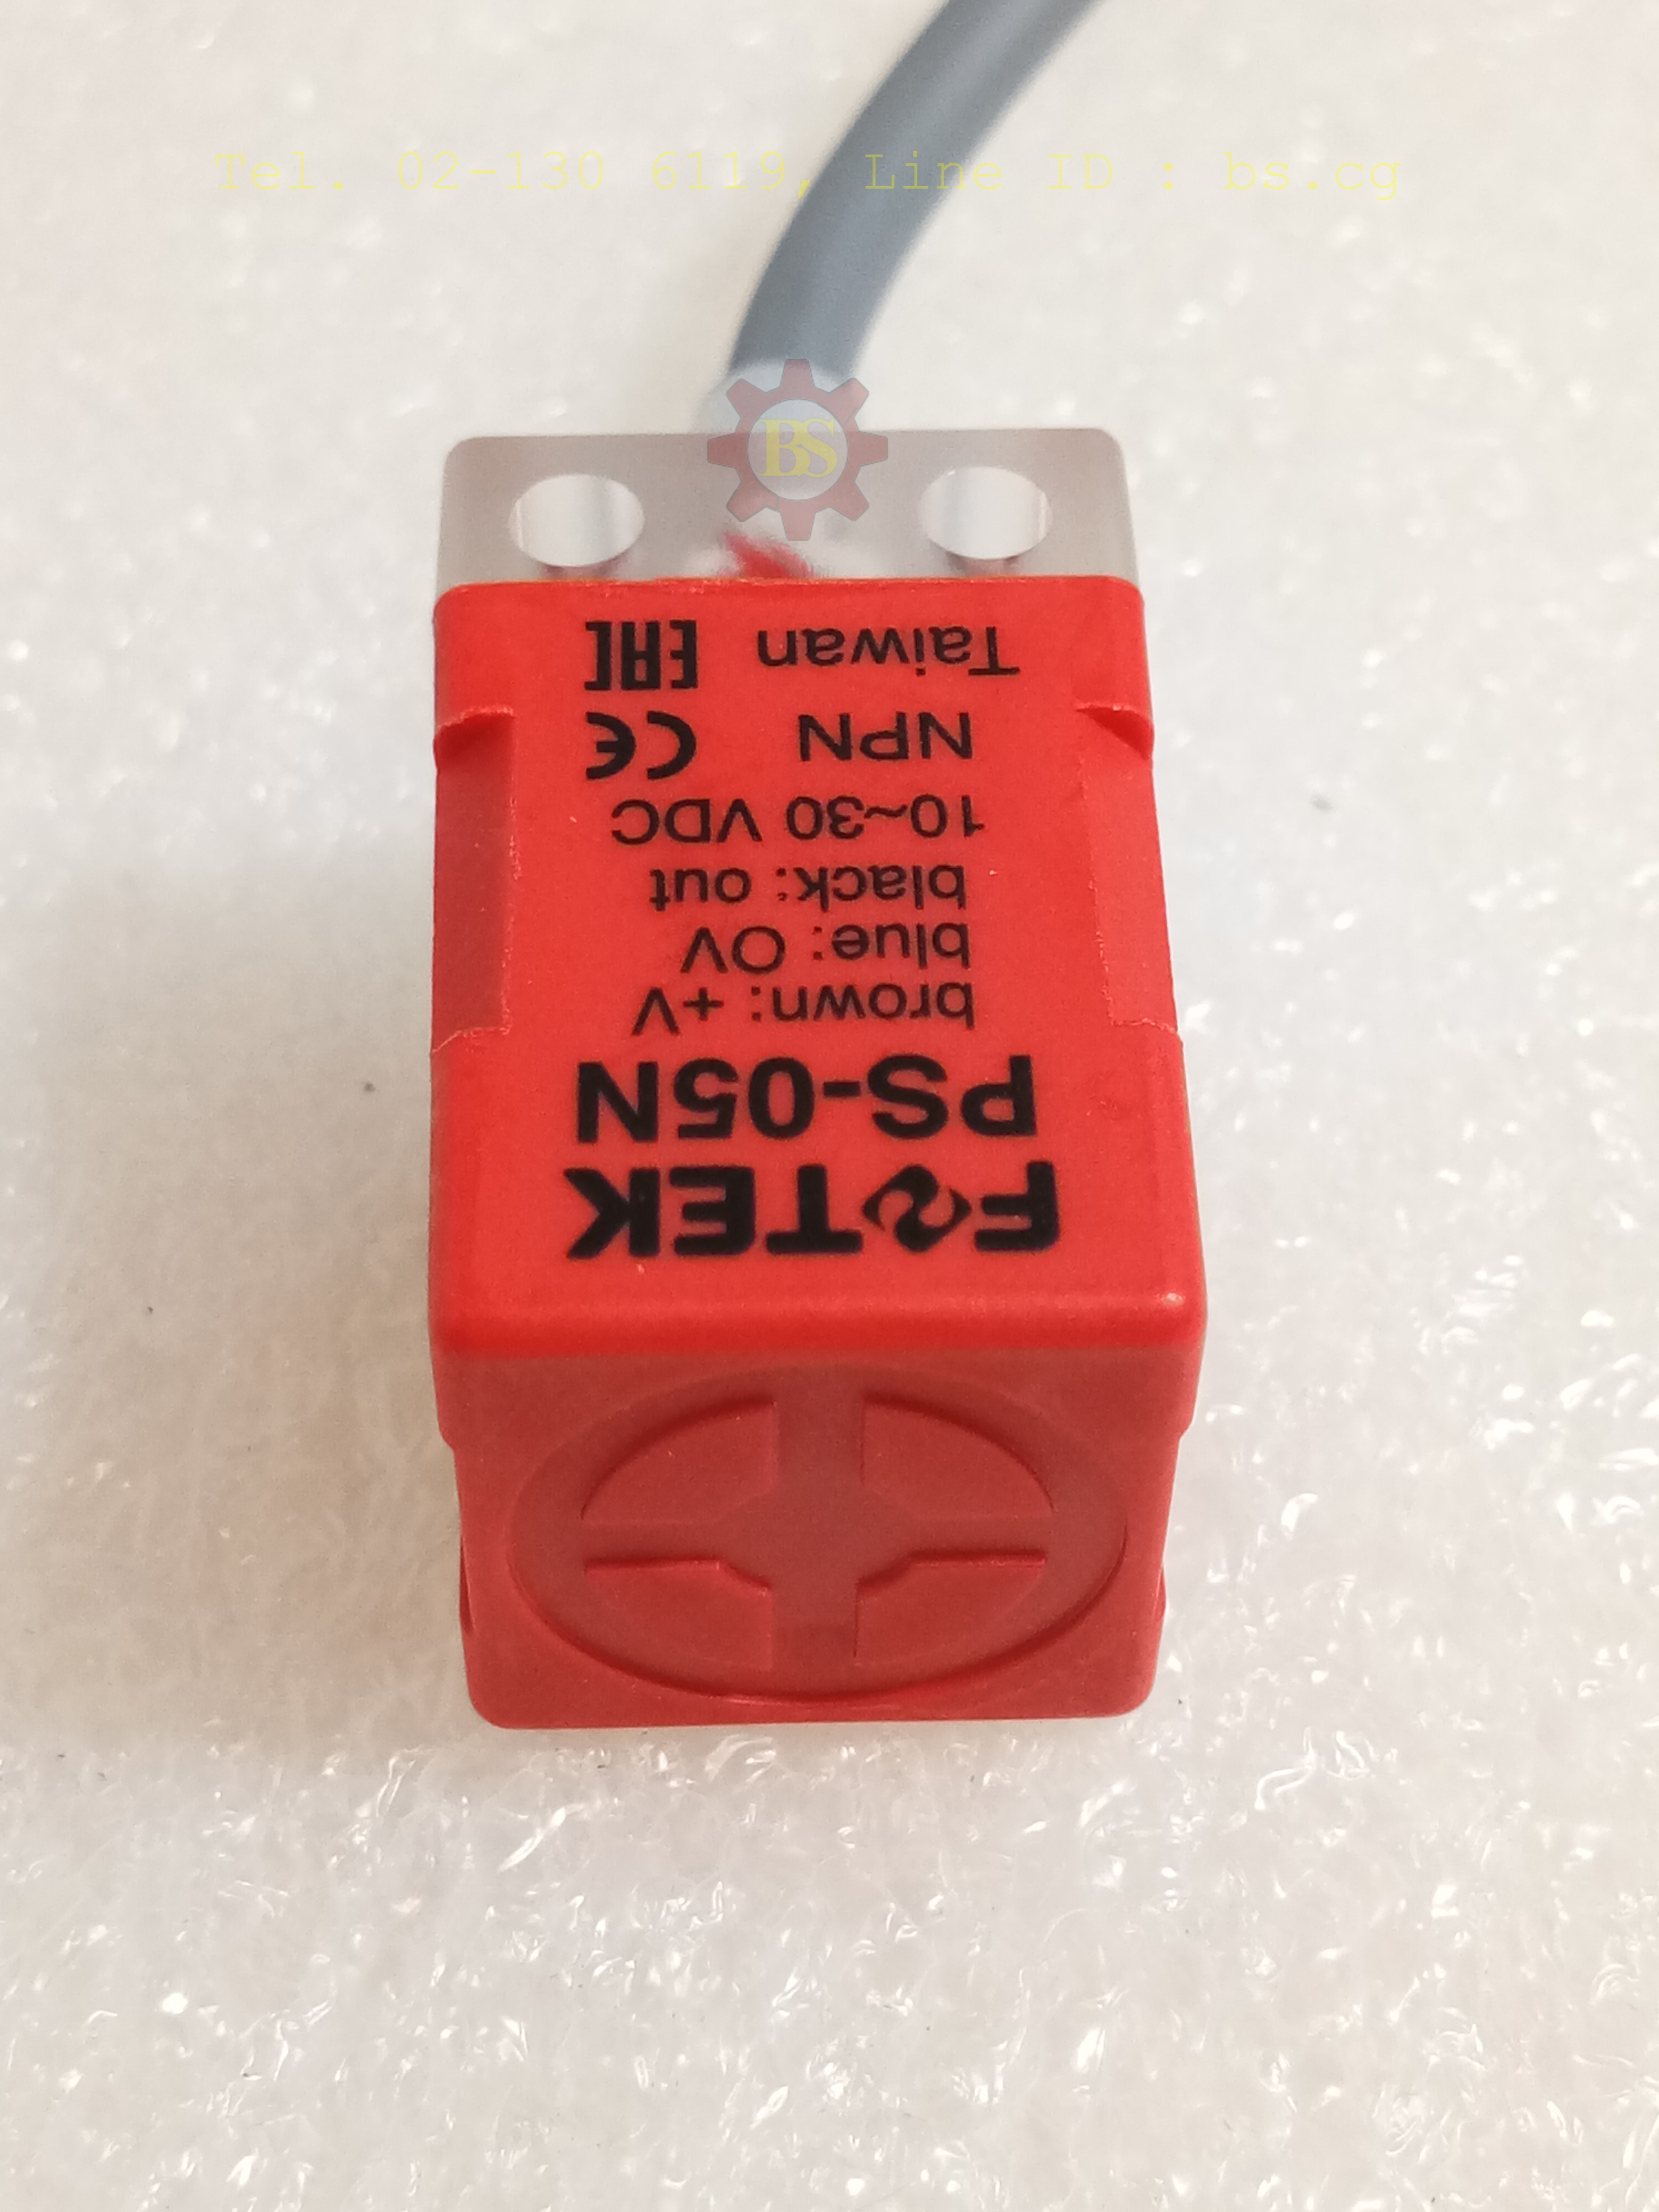 Tel. 02-130 6119, Line ID : bs.cg
BS
FOTEK
PS-05N
brown: +V
blue: OV
black: out
10~30 VDC
NPN CE
Taiwan EAC